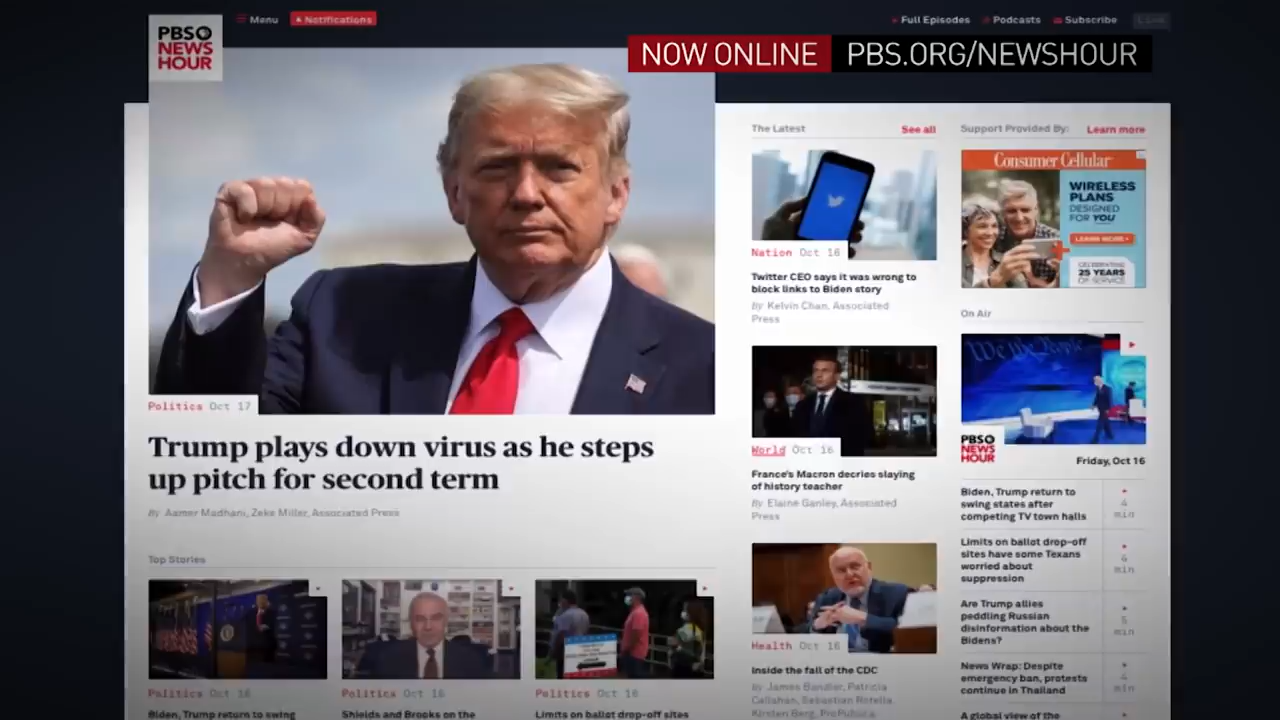 PBS
NEWS
HOUR
Menu
Notifications
Full Episodes
Podcasts
Subscribe
NOW ONLINE
PBS.ORG/NEWSHOUR
Politics Oct 17
Trump plays down virus as he steps
up pitch for second term
By Aamer Madhani, Zeke Miller, Associated Press
Top Stories
Politics Oct 16
Biden, Trump return to swing
Politics Oct 16
Shields and Brooks on the
Politics Oct 16
Limits on ballot drop-off sites
The Latest
See all
Nation Oct 16
Twitter CEO says it was wrong to
block links to Biden story
By Kelvin Chan, Associated
Press
World Oct 16
France's Macron decries slaying
of history teacher
By Elaine Ganley, Associated
Press
Health Oct 16
Inside the fall of the CDC
By James Bandler, Patricia
Callahan, Sebastian Rotella,
Kirsten Berg, ProPublica
Support Provided By:
Learn more
Consumer Cellular
WIRELESS
PLANS
DESIGNED
FOR YOU
LEARN MORE
CELEBRATING
25 YEARS
OF SERVICE
On Air
We the People
PBS
NEWS
HOUR
Friday, Oct 16
Biden, Trump return to
swing states after
competing TV town halls
4
min
Limits on ballot drop-off
sites have some Texans
worried about
suppression
6
min
Are Trump allies
peddling Russian
disinformation about the
Bidens?
5
min
News Wrap: Despite
emergency ban, protests
continue in Thailand
4
min
A global view of the